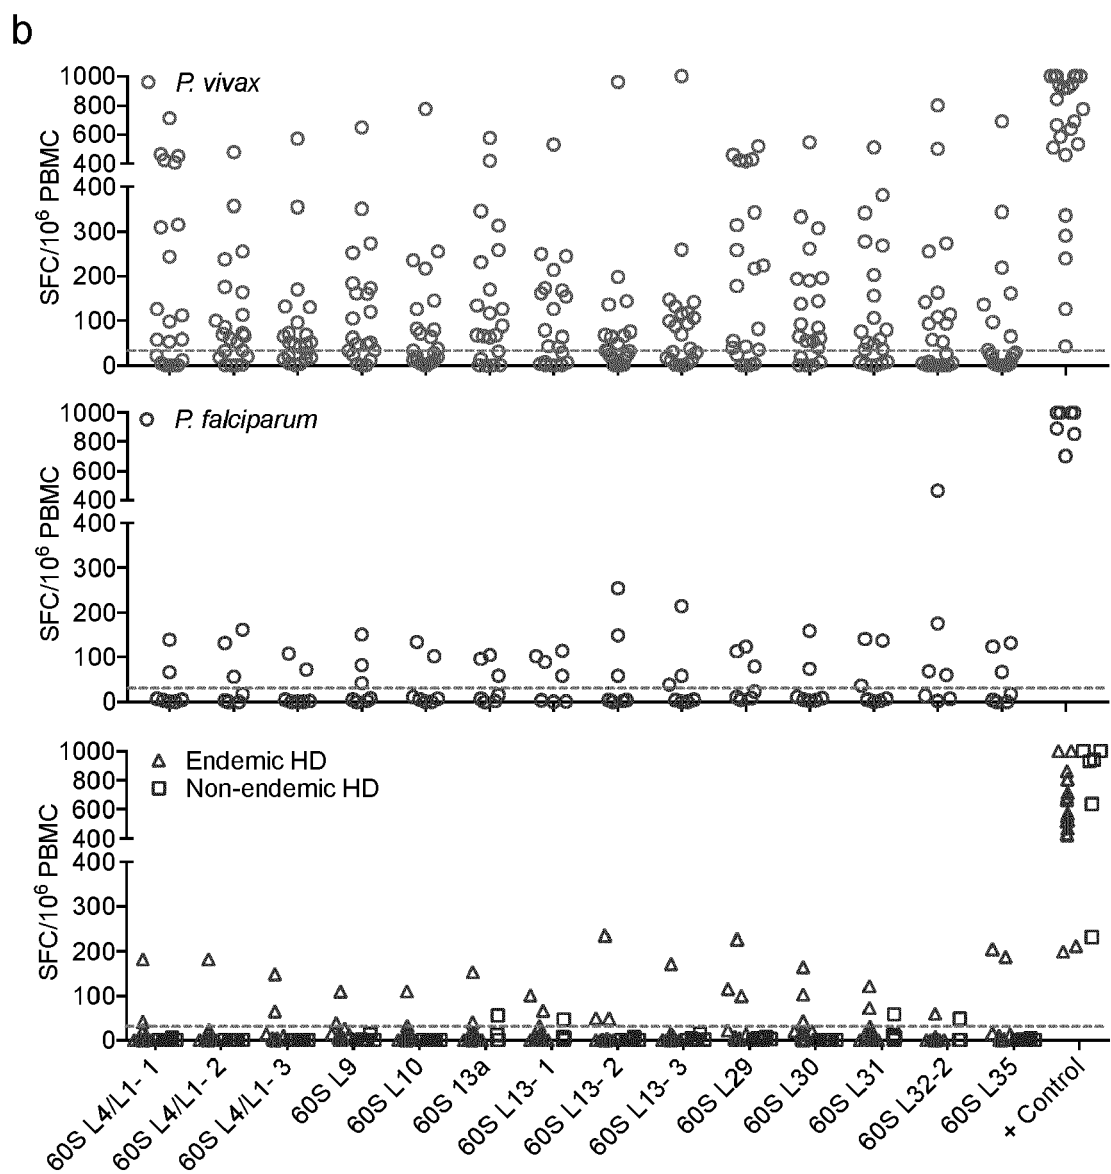 b
P. vivax
1000
800
600
400
400
300
200
100
0
SFC/10⁶ PBMC
P. falciparum
1000
800
600
400
400
300
200
100
0
SFC/10⁶ PBMC
Endemic HD
Non-endemic HD
1000
800
600
400
400
300
200
100
0
SFC/10⁶ PBMC
60S L4/L1- 1
60S L4/L1- 2
60S L4/L1- 3
60S L9
60S L10
60S 13a
60S L13- 1
60S L13- 2
60S L13- 3
60S L29
60S L30
60S L31
60S L32-2
60S L35
+ Control